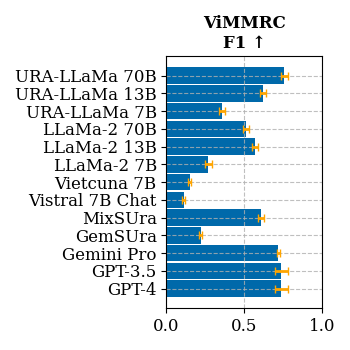 ViMMRC
F1 ↑
URA-LLaMa 70B
URA-LLaMa 13B
URA-LLaMa 7B
LLaMa-2 70B
LLaMa-2 13B
LLaMa-2 7B
Vietcuna 7B
Vistral 7B Chat
MixSUra
GemSUra
Gemini Pro
GPT-3.5
GPT-4
0.0 0.5 1.0